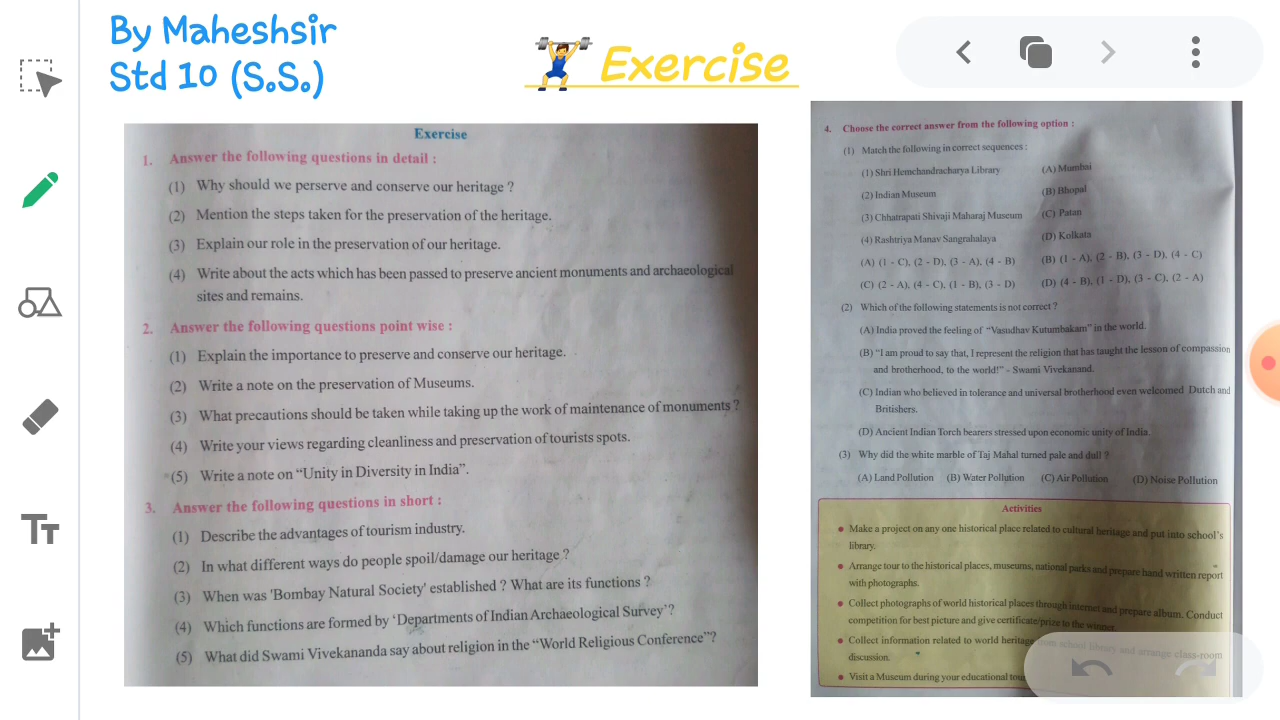 By Maheshsir
Std 10 (S.S.)
Exercise
Exercise
1. Answer the following questions in detail :
(1) Why should we perserve and conserve our heritage ?
(2) Mention the steps taken for the preservation of the heritage.
(3) Explain our role in the preservation of our heritage.
(4) Write about the acts which has been passed to preserve ancient monuments and archaeological
sites and remains.
2. Answer the following questions point wise :
(1) Explain the importance to preserve and conserve our heritage.
(2) Write a note on the preservation of Museums.
(3) What precautions should be taken while taking up the work of maintenance of monuments ?
(4) Write your views regarding cleanliness and preservation of tourists spots.
(5) Write a note on “Unity in Diversity in India”.
3. Answer the following questions in short :
(1) Describe the advantages of tourism industry.
(2) In what different ways do people spoil/damage our heritage ?
(3) When was 'Bombay Natural Society' established ? What are its functions ?
(4) Which functions are formed by ‘Departments of Indian Archaeological Survey’?
(5) What did Swami Vivekananda say about religion in the “World Religious Conference”?
4. Choose the correct answer from the following option :
(1) Match the following in correct sequences :
(1) Shri Hemchandracharya Library (A) Mumbai
(2) Indian Museum (B) Bhopal
(3) Chhatrapati Shivaji Maharaj Museum (C) Patan
(4) Rashtriya Manav Sangrahalaya (D) Kolkata
(A) (1 - C), (2 - D), (3 - A), (4 - B) (B) (1 - A), (2 - B), (3 - D), (4 - C)
(C) (2 - A), (4 - C), (1 - B), (3 - D) (D) (4 - B), (1 - D), (3 - C), (2 - A)
(2) Which of the following statements is not correct ?
(A) India proved the feeling of “Vasudhav Kutumbakam” in the world.
(B) “I am proud to say that, I represent the religion that has taught the lesson of compassion
and brotherhood, to the world!” - Swami Vivekanand.
(C) Indian who believed in tolerance and universal brotherhood even welcomed Dutch and
Britishers.
(D) Ancient Indian Torch bearers stressed upon economic unity of India.
(3) Why did the white marble of Taj Mahal turned pale and dull ?
(A) Land Pollution (B) Water Pollution (C) Air Pollution (D) Noise Pollution
Activities
• Make a project on any one historical place related to cultural heritage and put into school’s
library.
• Arrange tour to the historical places, museums, national parks and prepare hand written report
with photographs.
• Collect photographs of world historical places through internet and prepare album. Conduct
competition for best picture and give certificate/prize to the winner.
• Collect information related to world heritage from school library and arrange class-room
discussion.
• Visit a Museum during your educational
Tт